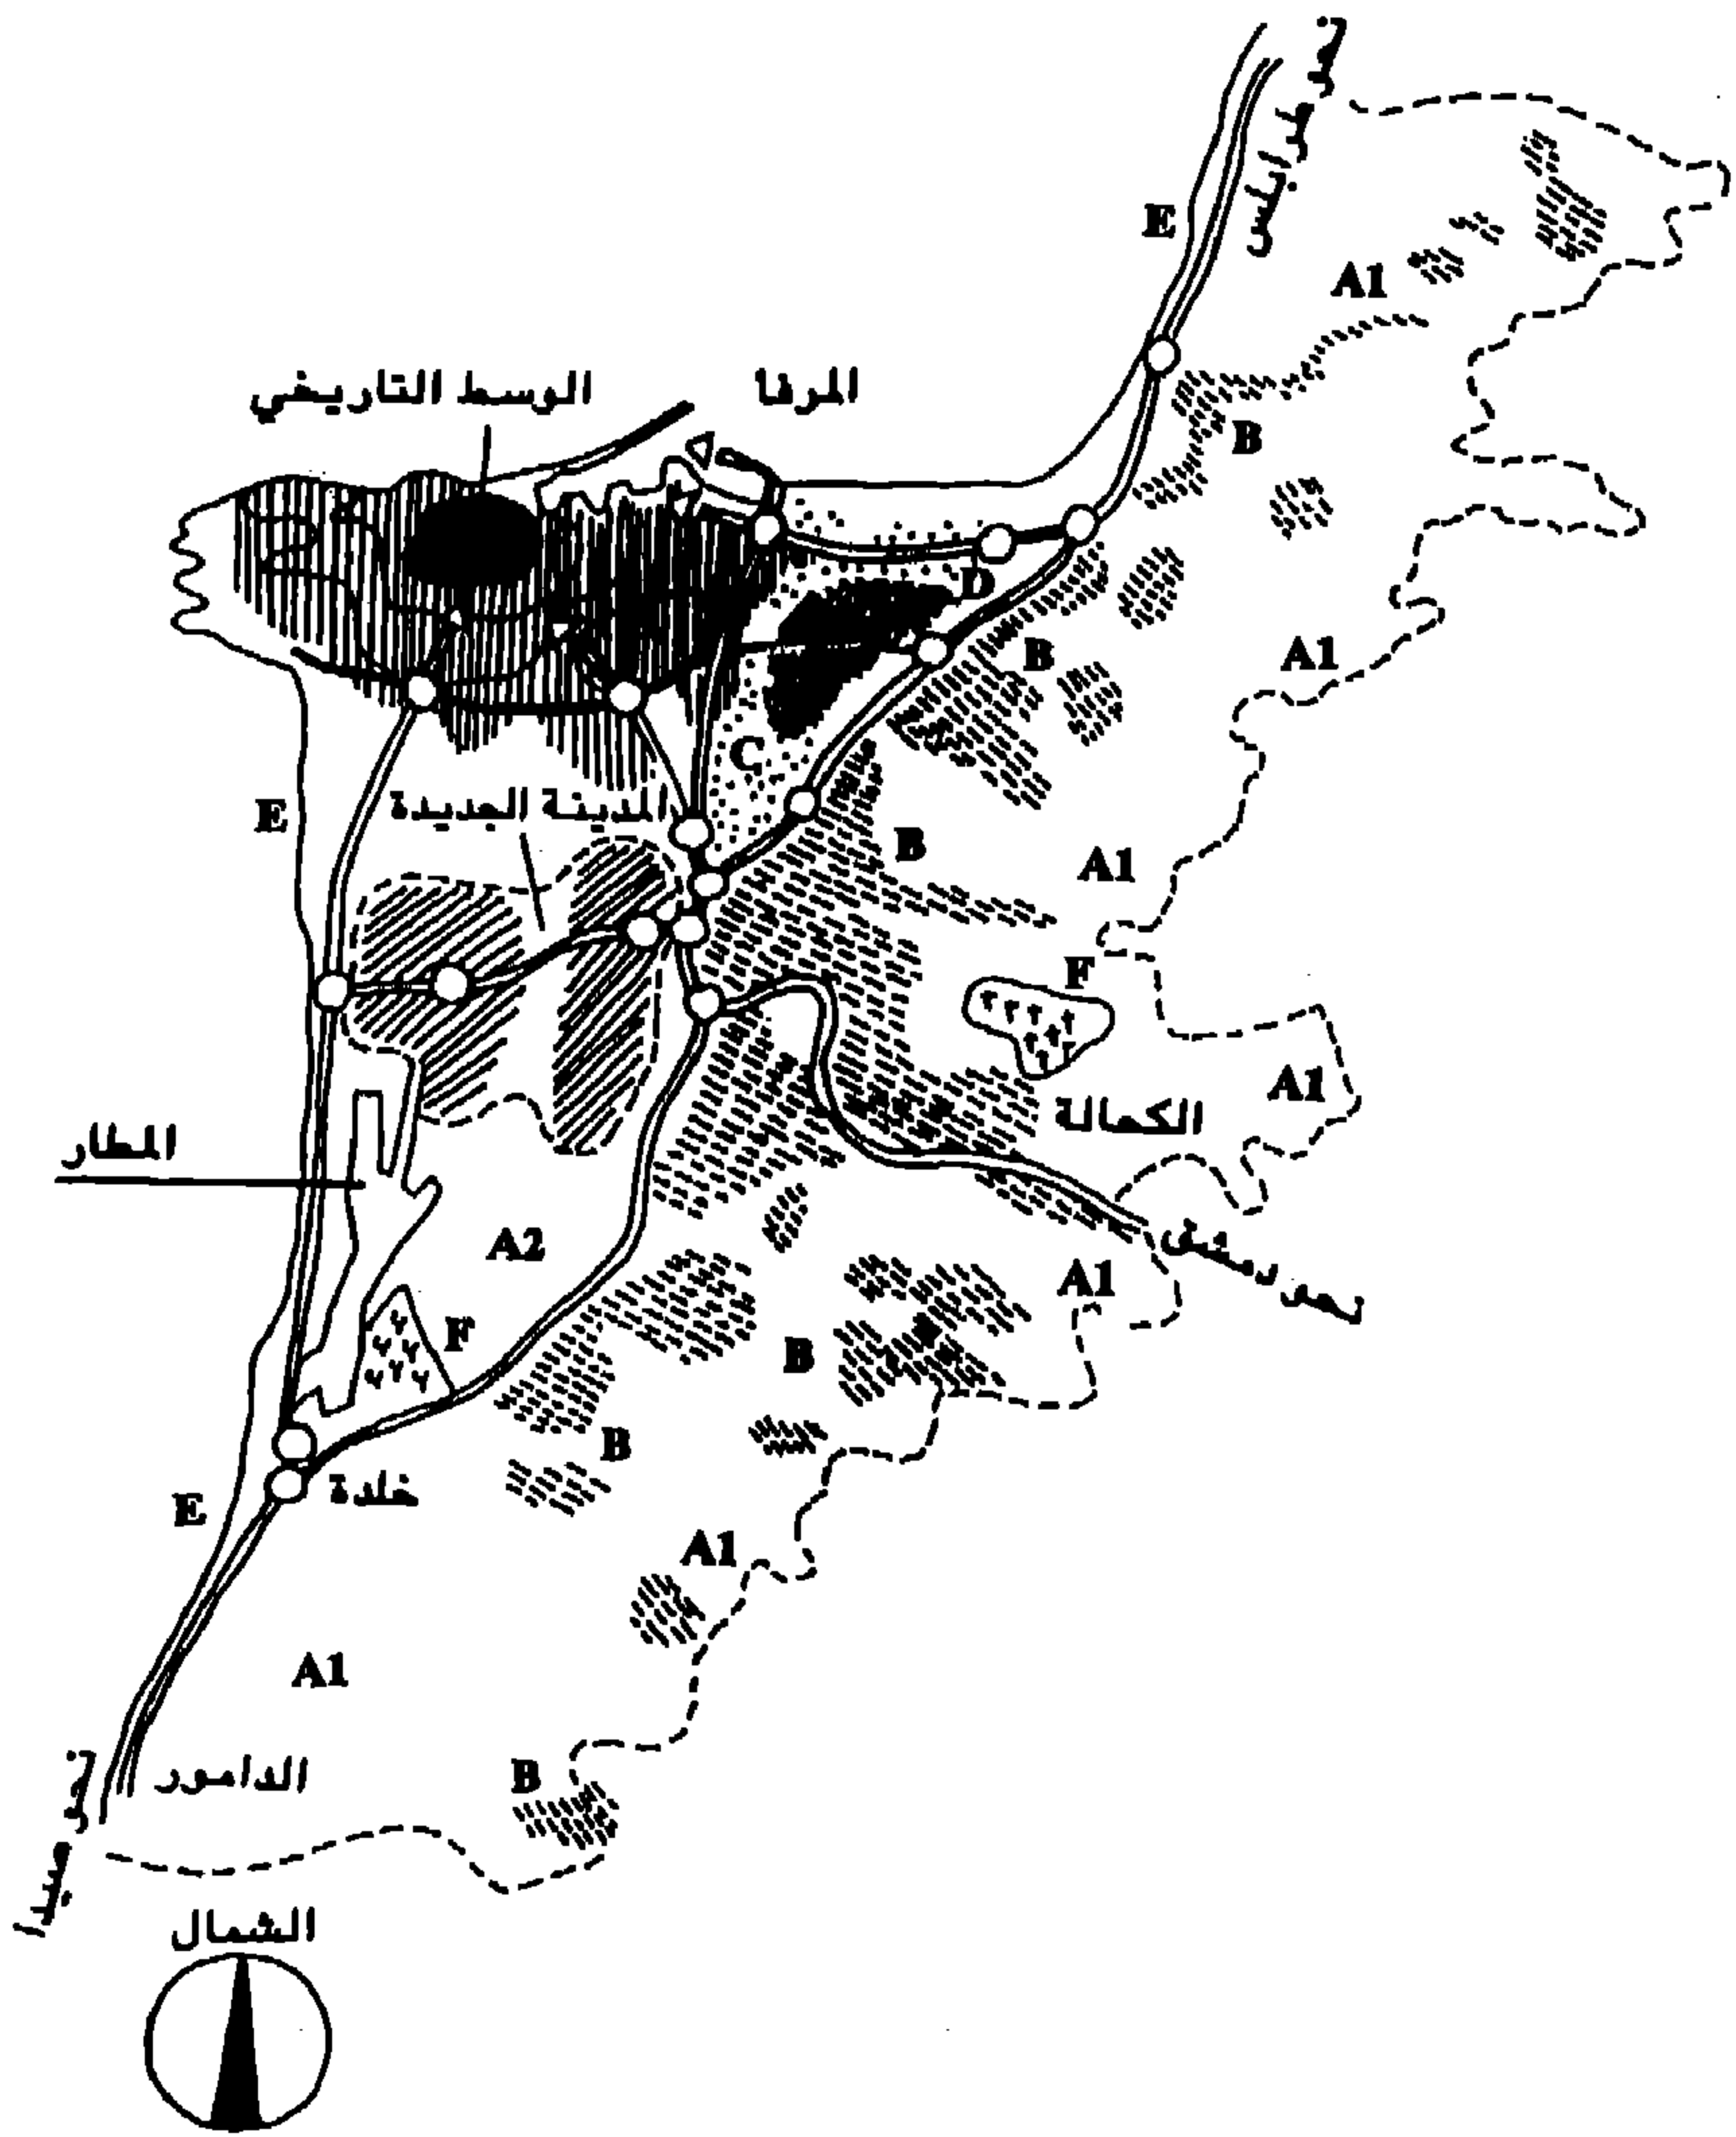 نحو طرابلس
E
A1
الوسط التاريخي
المرفأ
B
D
B
A1
C
E
المدينة الجديدة
B
A1
F
A1
الكحالة
المطار
A2
نحو دمشق
A1
F
B
B
خلدة
E
A1
A1
B
الدامور
نحو صيدا
الشمال